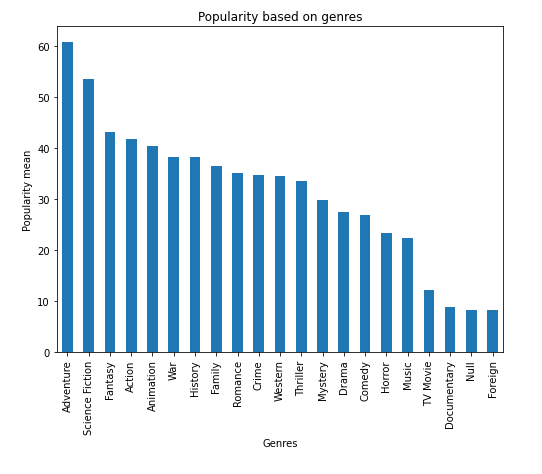 Popularity based on genres
60
50
40
30
20
10
0
Popularity mean
Adventure
Science Fiction
Fantasy
Action
Animation
War
History
Family
Romance
Crime
Western
Thriller
Mystery
Drama
Comedy
Horror
Music
TV Movie
Documentary
Null
Foreign
Genres